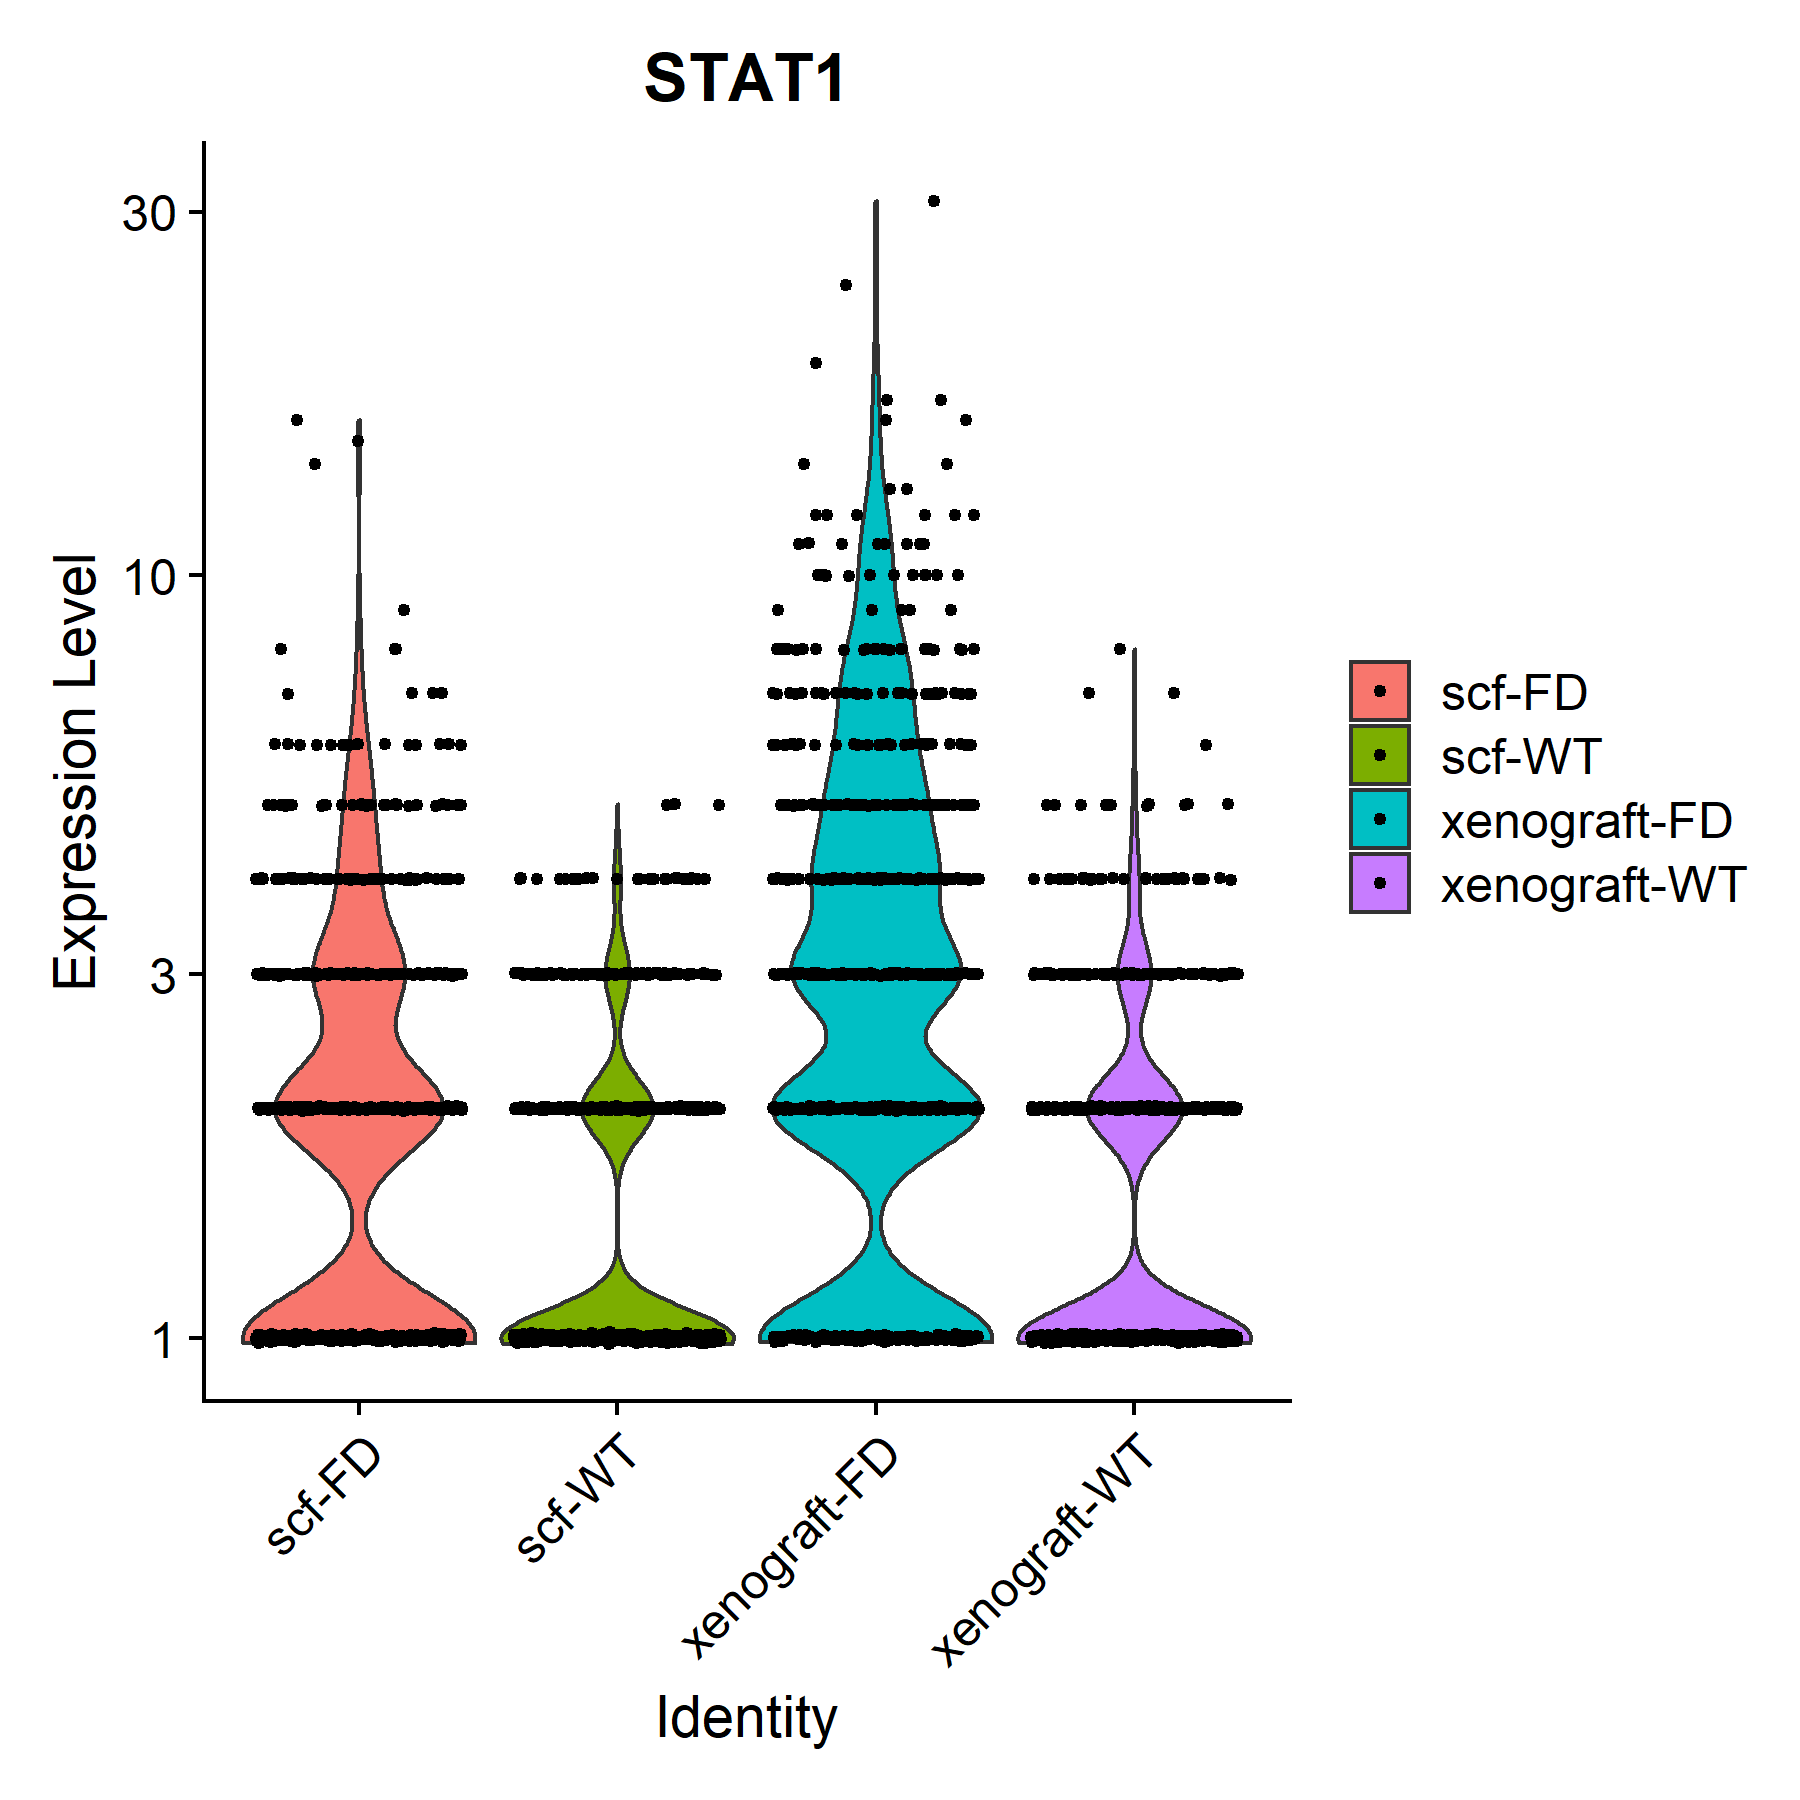 STAT1
Expression Level
30
10
3
1
scf-FD
scf-WT
xenograft-FD
xenograft-WT
Identity
scf-FD
scf-WT
xenograft-FD
xenograft-WT